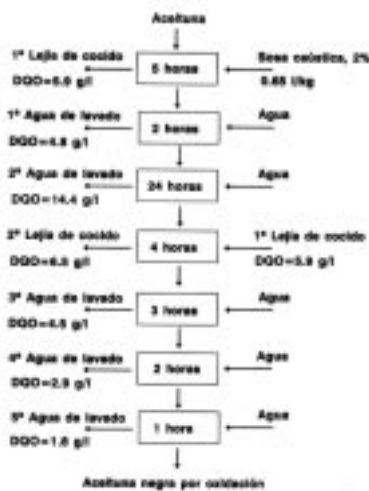 Aceituna
1ª Lejía de cocido
5 horas
Sosa caústica, 2%
DQO=5.9 g/l
0.65 l/kg
1ª Agua de lavado
2 horas
Agua
DQO=4.8 g/l
2ª Agua de lavado
24 horas
Agua
DQO=14.4 g/l
2ª Lejía de cocido
4 horas
1ª Lejía de cocido
DQO=6.5 g/l
DQO=5.9 g/l
3ª Agua de lavado
3 horas
Agua
DQO=4.5 g/l
4ª Agua de lavado
2 horas
Agua
DQO=2.9 g/l
5ª Agua de lavado
1 hora
Agua
DQO=1.6 g/l
Aceituna negra por oxidación